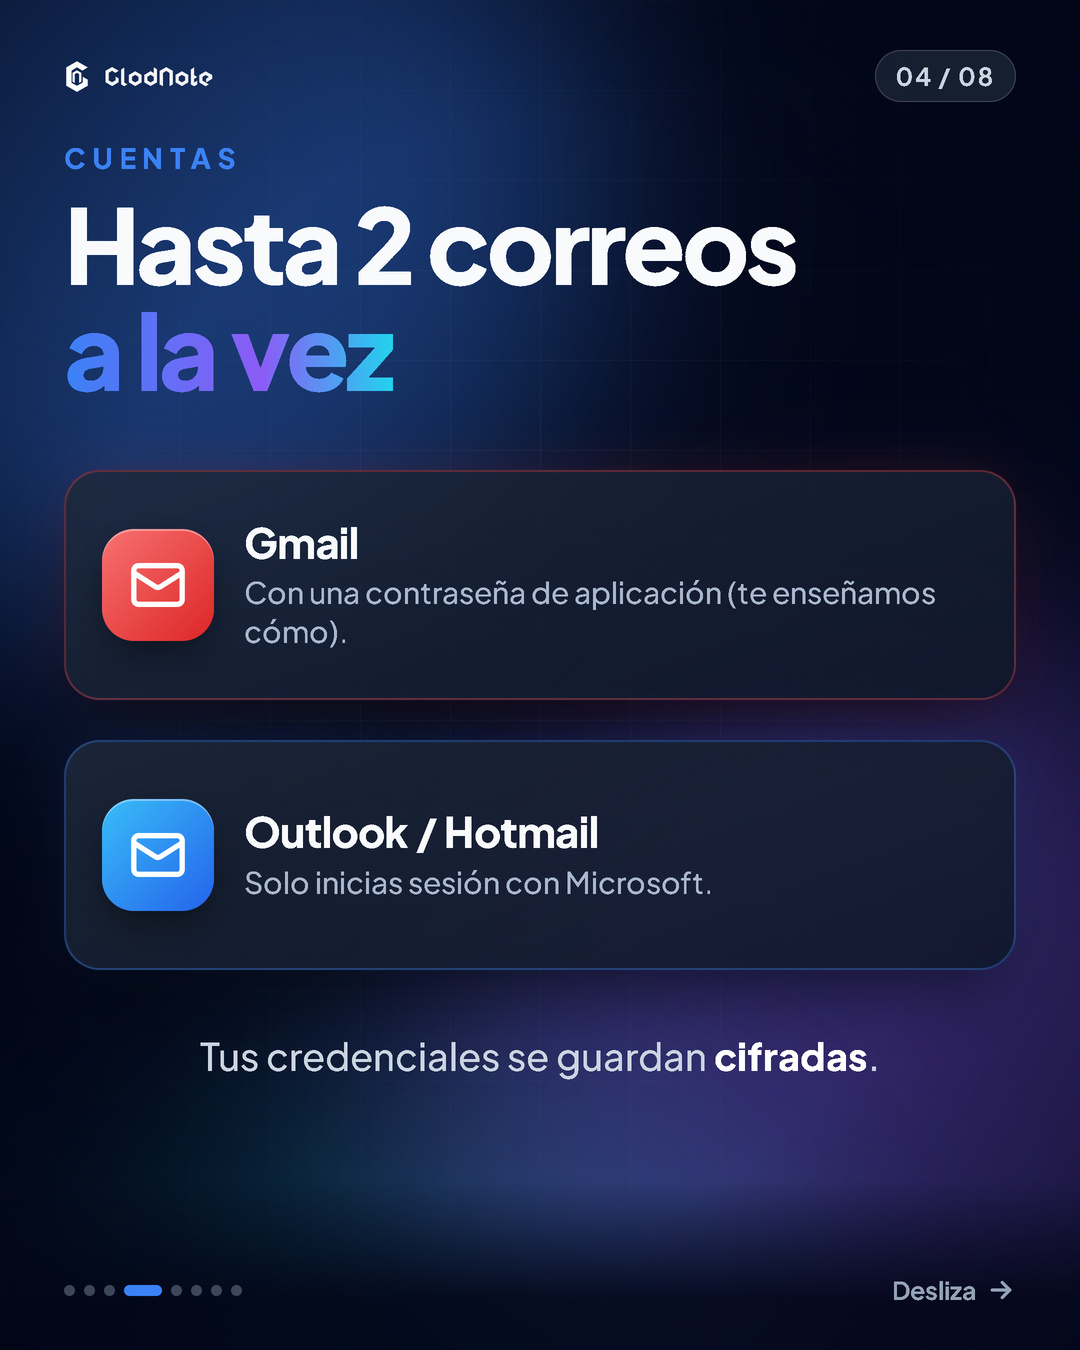 ClodNote
04 / 08
CUENTAS
Hasta 2 correos
a la vez
Gmail
Con una contraseña de aplicación (te enseñamos
cómo).
Outlook / Hotmail
Solo inicias sesión con Microsoft.
Tus credenciales se guardan cifradas.
Desliza →